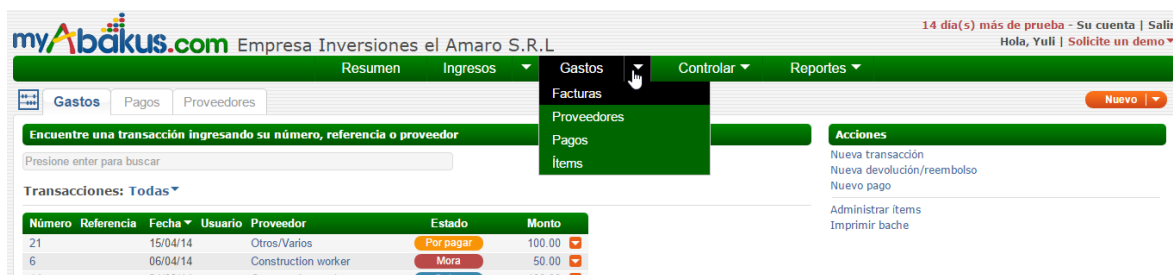 14 día(s) más de prueba - Su cuenta | Salir
myAbakus.com Empresa Inversiones el Amaro S.R.L
Hola, Yuli | Solicite un demo
Resumen Ingresos Gastos Controlar Reportes
Gastos Pagos Proveedores
Facturas
Proveedores
Pagos
Ítems
Nuevo
Encuentre una transacción ingresando su número, referencia o proveedor
Presione enter para buscar
Transacciones: Todas
Número Referencia Fecha Usuario Proveedor Estado Monto
21 15/04/14 Otros/Varios Por pagar 100.00
6 06/04/14 Construction worker Mora 50.00
Acciones
Nueva transacción
Nueva devolución/reembolso
Nuevo pago
Administrar ítems
Imprimir bache